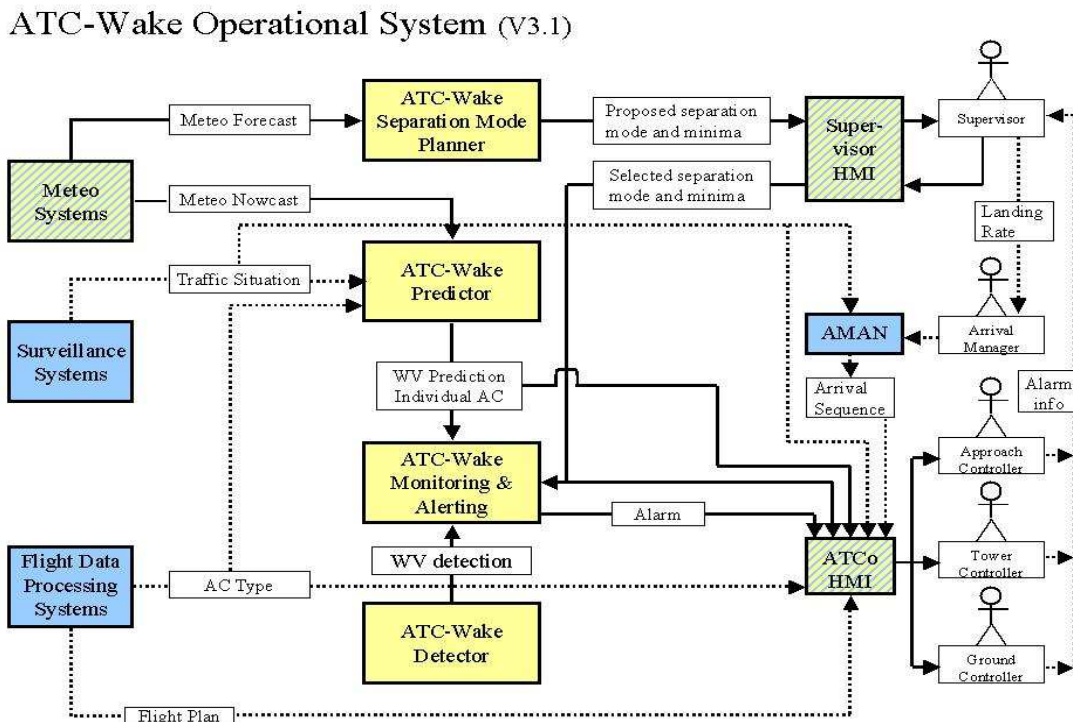 ATC-Wake Operational System (V3.1)
Meteo Forecast
ATC-Wake
Separation Mode
Planner
Proposed separation
mode and minima
Super-
visor
HMI
Supervisor
Meteo
Systems
Meteo Nowcast
Selected separation
mode and minima
Landing
Rate
Traffic Situation
ATC-Wake
Predictor
Surveillance
Systems
AMAN
Arrival
Manager
WV Prediction
Individual AC
Arrival
Sequence
Alarm
info
ATC-Wake
Monitoring &
Alerting
Approach
Controller
Alarm
WV detection
Flight Data
Processing
Systems
AC Type
ATCo
HMI
Tower
Controller
ATC-Wake
Detector
Ground
Controller
Flight Plan